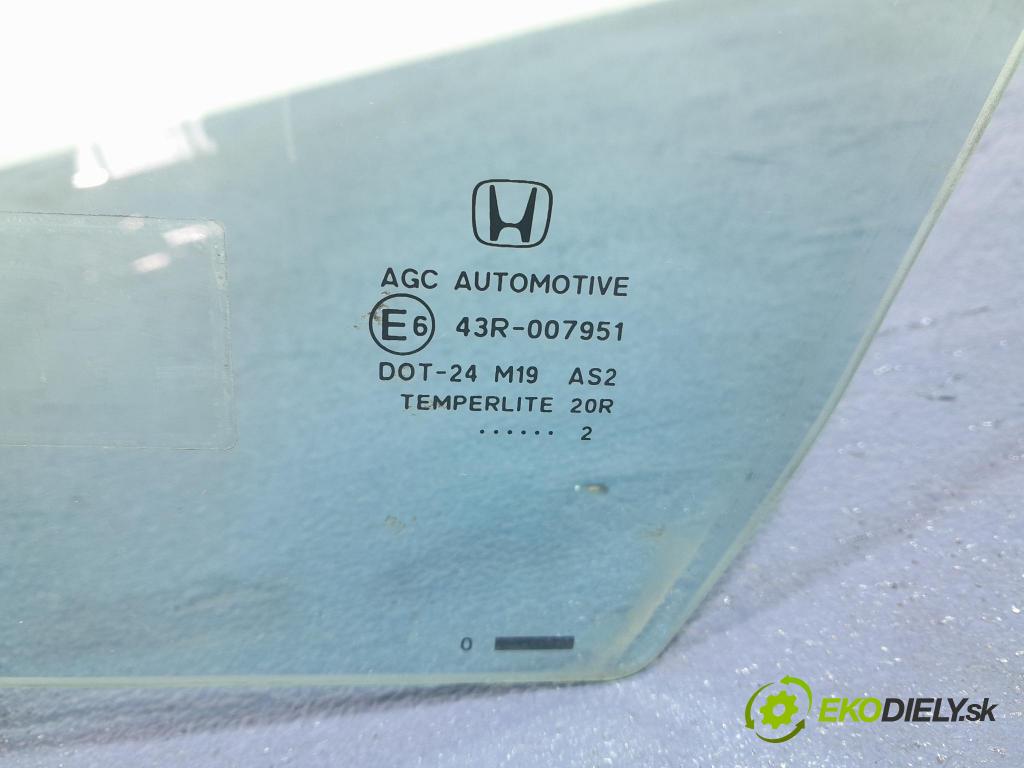 AGC AUTOMOTIVE
E6 43R-007951
DOT-24 M19 AS2
TEMPERLITE 20R
...... 2
0
EKODIELY.sk